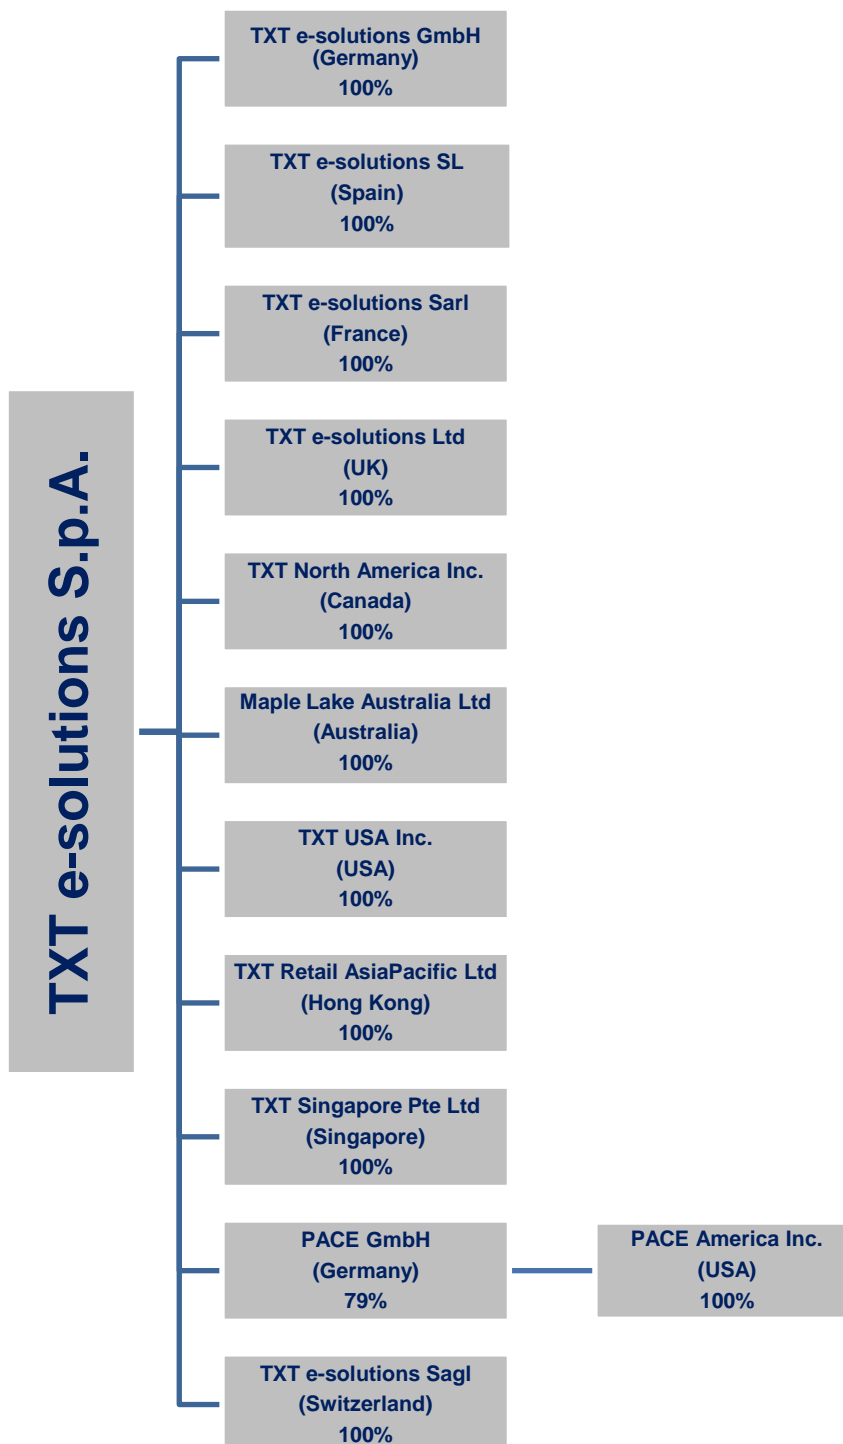 TXT e-solutions S.p.A.
TXT e-solutions GmbH
(Germany)
100%
TXT e-solutions SL
(Spain)
100%
TXT e-solutions Sarl
(France)
100%
TXT e-solutions Ltd
(UK)
100%
TXT North America Inc.
(Canada)
100%
Maple Lake Australia Ltd
(Australia)
100%
TXT USA Inc.
(USA)
100%
TXT Retail AsiaPacific Ltd
(Hong Kong)
100%
TXT Singapore Pte Ltd
(Singapore)
100%
PACE GmbH
(Germany)
79%
PACE America Inc.
(USA)
100%
TXT e-solutions Sagl
(Switzerland)
100%